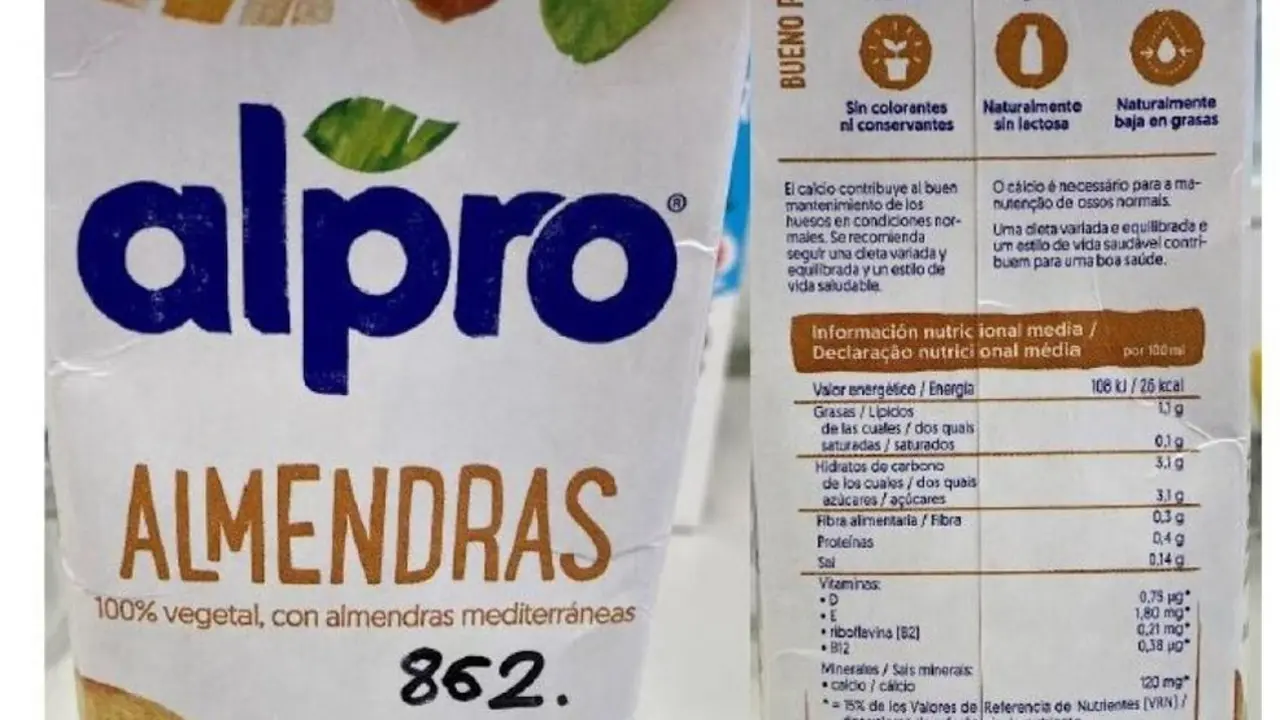 alpro®
ALMENDRAS
100% vegetal, con almendras mediterráneas
862.
BUENO
Sin colorantes
ni conservantes
Naturalmente
sin lactosa
Naturalmente
baja en grasas
El calcio contribuye al buen
mantenimiento de los
huesos en condiciones nor-
males. Se recomienda
seguir una dieta variada y
equilibrada y un estilo de
vida saludable.
O cálcio é necessário para a ma-
nutenção de ossos normais.
Uma dieta variada e equilibrada e
um estilo de vida saudável contri-
buem para uma boa saúde.
Información nutricional media /
Declaração nutricional média por 100ml
Valor energético / Energia 108 kJ / 26 kcal
Grasas / Lípidos 1,1 g
de las cuales / dos quais
saturadas / saturados 0,1 g
Hidratos de carbono 3,1 g
de los cuales / dos quais
azúcares / açúcares 3,1 g
Fibra alimentaria / Fibra 0,3 g
Proteínas 0,4 g
Sal 0,14 g
Vitaminas:
• D 0,75 µg*
• E 1,80 mg*
• riboflavina (B2) 0,21 mg*
• B12 0,38 µg*
Minerales / Sais minerais:
• calcio / cálcio 120 mg*
* = 15% de los Valores de Referencia de Nutrientes (VRN) /